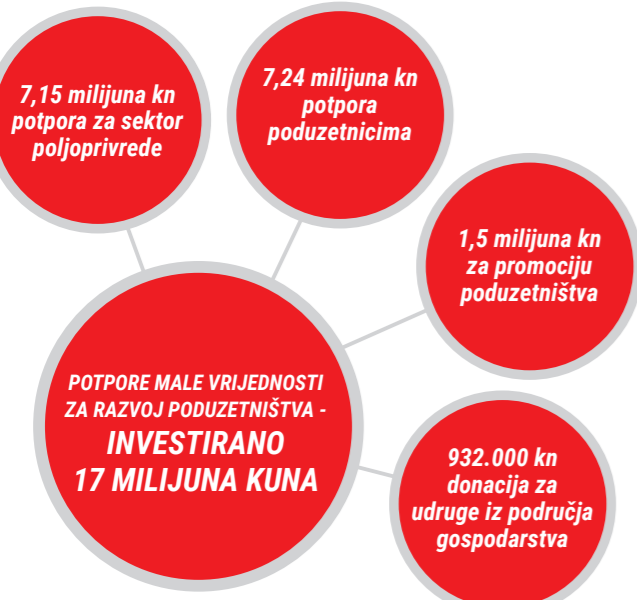 7,15 milijuna kn
potpora za sektor
poljoprivrede
7,24 milijuna kn
potpora
poduzetnicima
1,5 milijuna kn
za promociju
poduzetništva
POTPORE MALE VRIJEDNOSTI
ZA RAZVOJ PODUZETNIŠTVA -
INVESTIRANO
17 MILIJUNA KUNA
932.000 kn
donacija za
udruge iz područja
gospodarstva